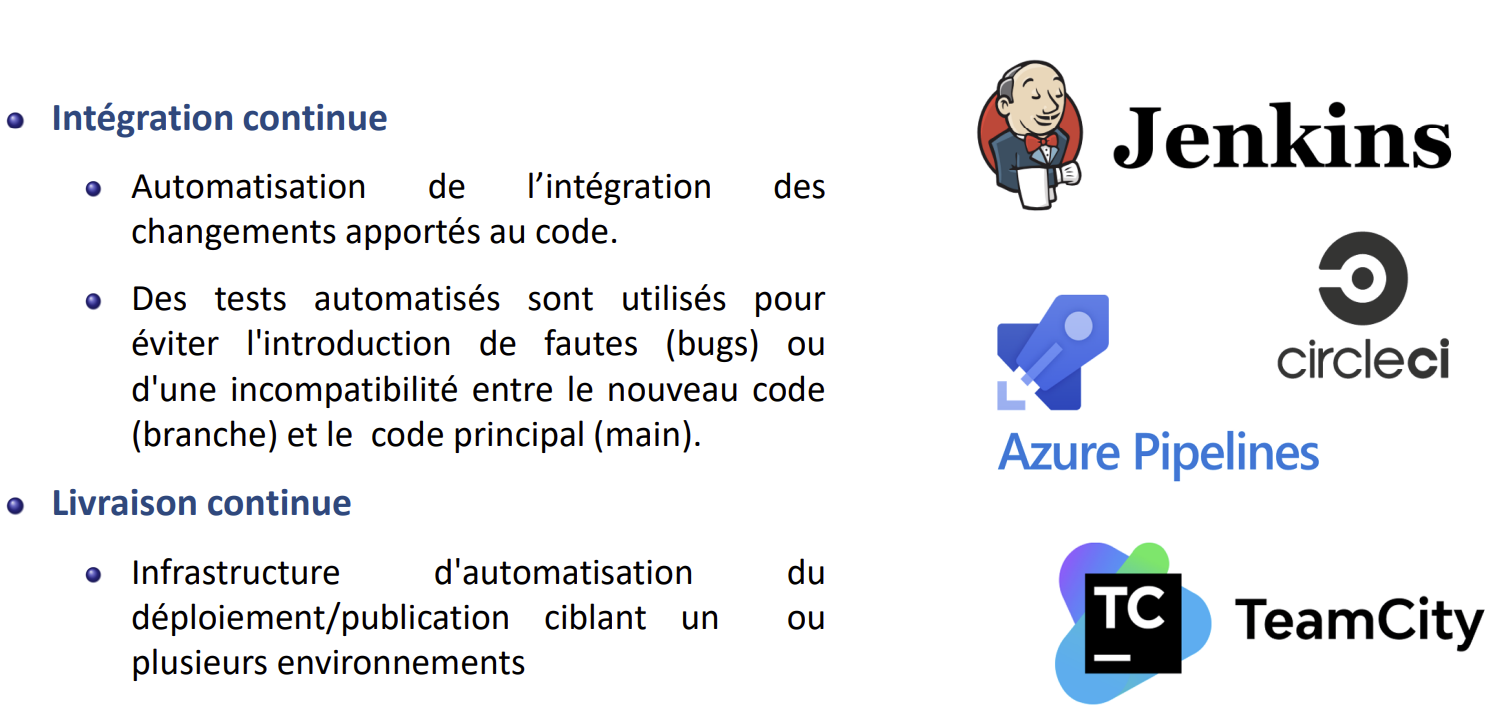 Intégration continue
Automatisation de l’intégration des
changements apportés au code.
Des tests automatisés sont utilisés pour
éviter l'introduction de fautes (bugs) ou
d'une incompatibilité entre le nouveau code
(branche) et le code principal (main).
Livraison continue
Infrastructure d'automatisation du
déploiement/publication ciblant un ou
plusieurs environnements
Jenkins
circleci
Azure Pipelines
TC
TeamCity